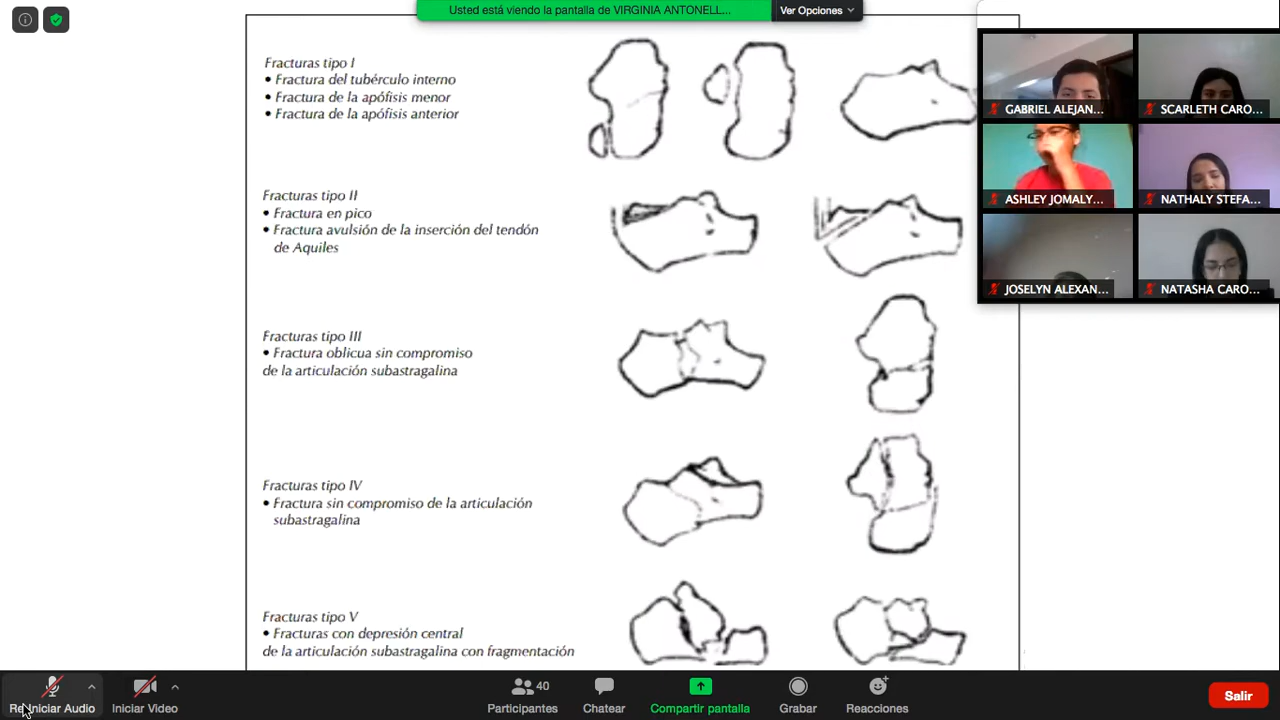 Usted está viendo la pantalla de VIRGINIA ANTONELL...
Ver Opciones
Fracturas tipo I
• Fractura del tubérculo interno
• Fractura de la apófisis menor
• Fractura de la apófisis anterior
Fracturas tipo II
• Fractura en pico
• Fractura avulsión de la inserción del tendón
de Aquiles
Fracturas tipo III
• Fractura oblicua sin compromiso
de la articulación subastragalina
Fracturas tipo IV
• Fractura sin compromiso de la articulación
subastragalina
Fracturas tipo V
• Fracturas con depresión central
de la articulación subastragalina con fragmentación
GABRIEL ALEJAN...
SCARLETH CARO...
ASHLEY JOMALY...
NATHALY STEFA...
JOSELYN ALEXAN...
NATASHA CARO...
Iniciar Audio
Iniciar Video
40
Participantes
Chatear
Compartir pantalla
Grabar
Reacciones
Salir